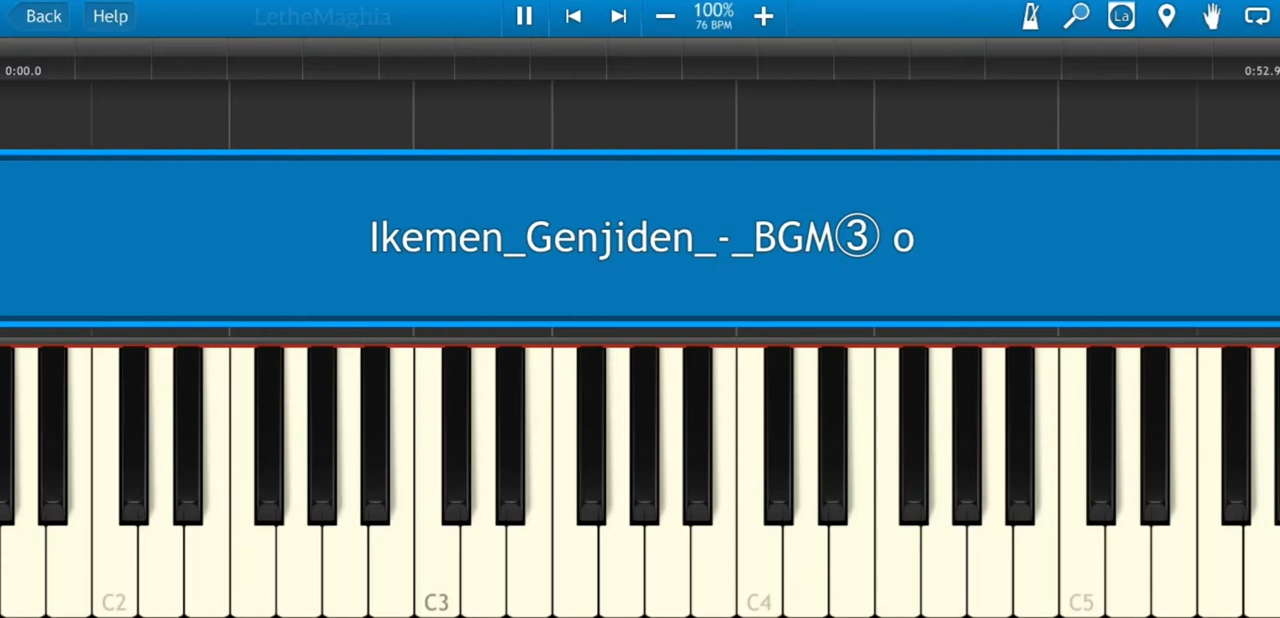 Back Help LetheMaghia 100% La
76 BPM
0:00.0 0:52.9
Ikemen_Genjiden_-_BGM③ o
C2 C3 C4 C5